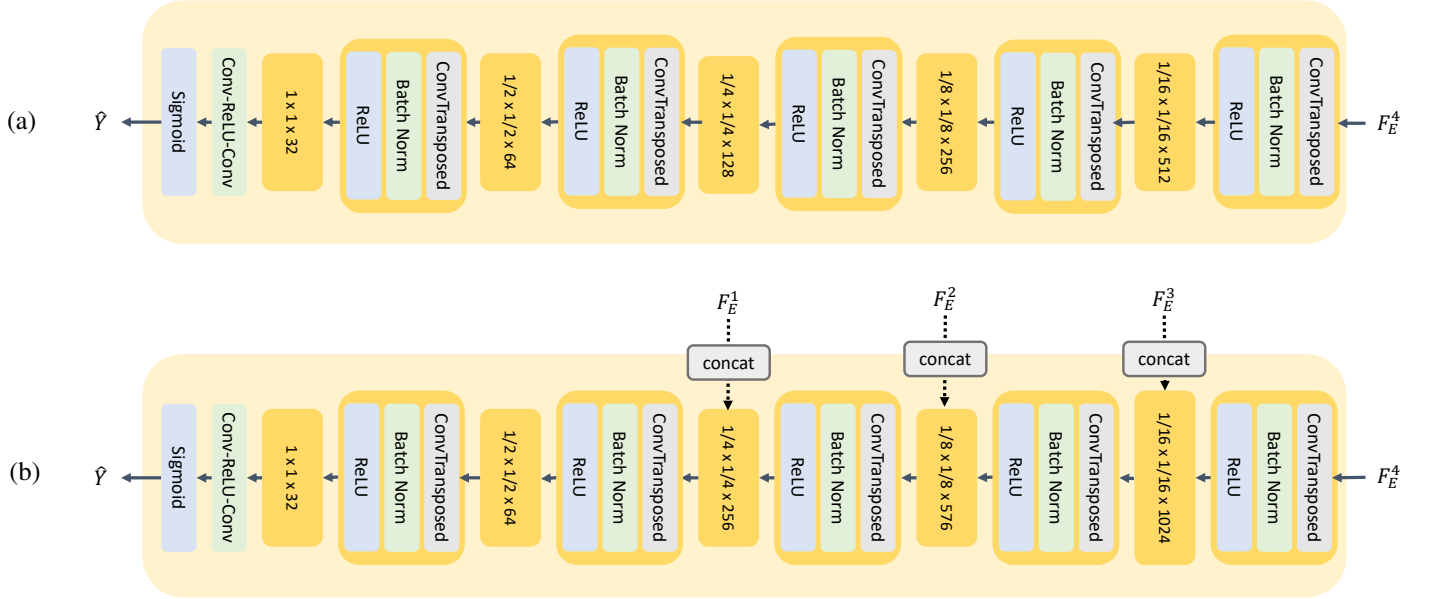 (a)
Ŷ
Sigmoid
Conv-ReLU-Conv
1 x 1 x 32
ReLU
Batch Norm
ConvTransposed
1/2 x 1/2 x 64
ReLU
Batch Norm
ConvTransposed
1/4 x 1/4 x 128
ReLU
Batch Norm
ConvTransposed
1/8 x 1/8 x 256
ReLU
Batch Norm
ConvTransposed
1/16 x 1/16 x 512
ReLU
Batch Norm
ConvTransposed
F_E^4
F_E^1
F_E^2
F_E^3
concat
concat
concat
(b)
Ŷ
Sigmoid
Conv-ReLU-Conv
1 x 1 x 32
ReLU
Batch Norm
ConvTransposed
1/2 x 1/2 x 64
ReLU
Batch Norm
ConvTransposed
1/4 x 1/4 x 256
ReLU
Batch Norm
ConvTransposed
1/8 x 1/8 x 576
ReLU
Batch Norm
ConvTransposed
1/16 x 1/16 x 1024
ReLU
Batch Norm
ConvTransposed
F_E^4